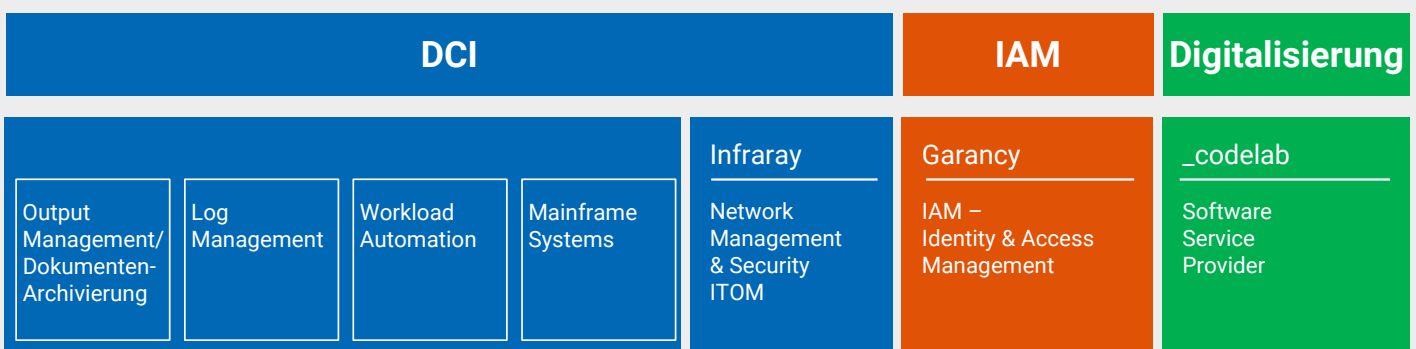 DCI
IAM
Digitalisierung
Output
Management/
Dokumenten-
Archivierung
Log
Management
Workload
Automation
Mainframe
Systems
Infraray
Network
Management
& Security
ITOM
Garancy
IAM –
Identity & Access
Management
_codelab
Software
Service
Provider